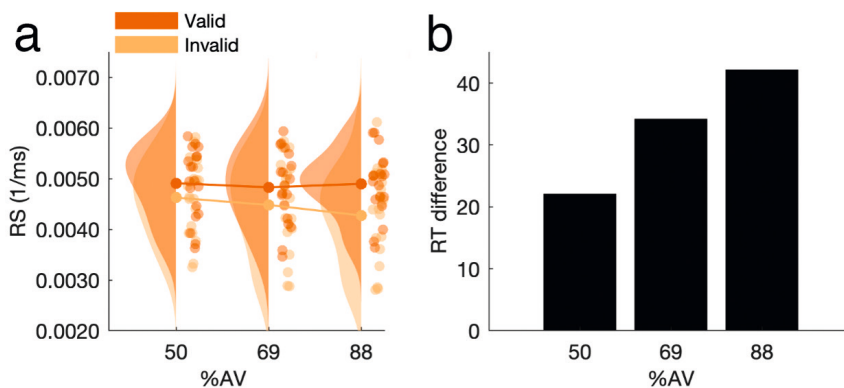 a
Valid
Invalid
RS (1/ms)
0.0070
0.0060
0.0050
0.0040
0.0030
0.0020
50 69 88
%AV
b
RT difference
40
30
20
10
0
50 69 88
%AV